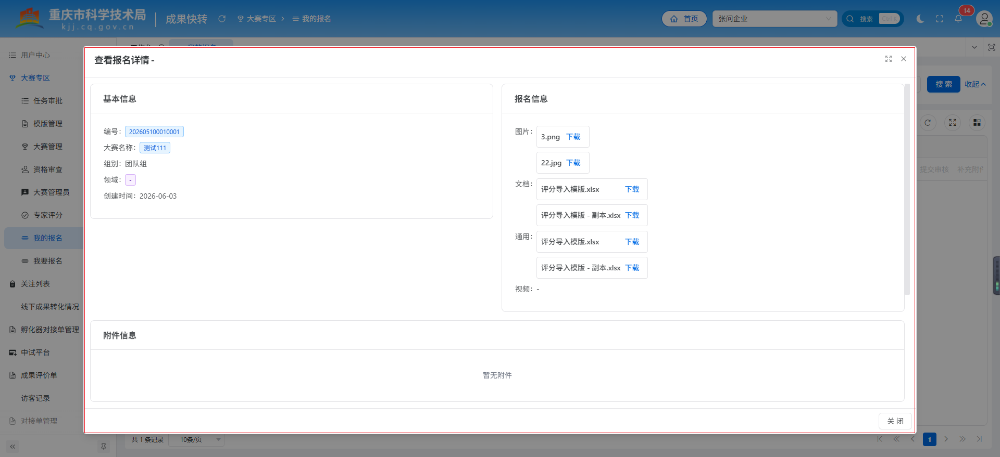 重庆市科学技术局
kjj.cq.gov.cn
成果快转
大赛专区
我的报名
首页
张问企业
搜索
Ctrl K
14
用户中心
大赛专区
任务审批
模版管理
大赛管理
资格审查
大赛管理员
专家评分
我的报名
我要报名
关注列表
线下成果转化情况
孵化器对接单管理
中试平台
成果评价单
访客记录
对接单管理
搜 索
收起
提交审核
补充附件
查看报名详情 -
基本信息
编号：
202605100010001
大赛名称：
测试111
组别：
团队组
领域：
-
创建时间：
2026-06-03
报名信息
图片：
3.png 下载
22.jpg 下载
文档：
评分导入模版.xlsx 下载
评分导入模版 - 副本.xlsx 下载
通用：
评分导入模版.xlsx 下载
评分导入模版 - 副本.xlsx 下载
视频：
-
附件信息
暂无附件
关 闭
共 1 条记录
10条/页
1